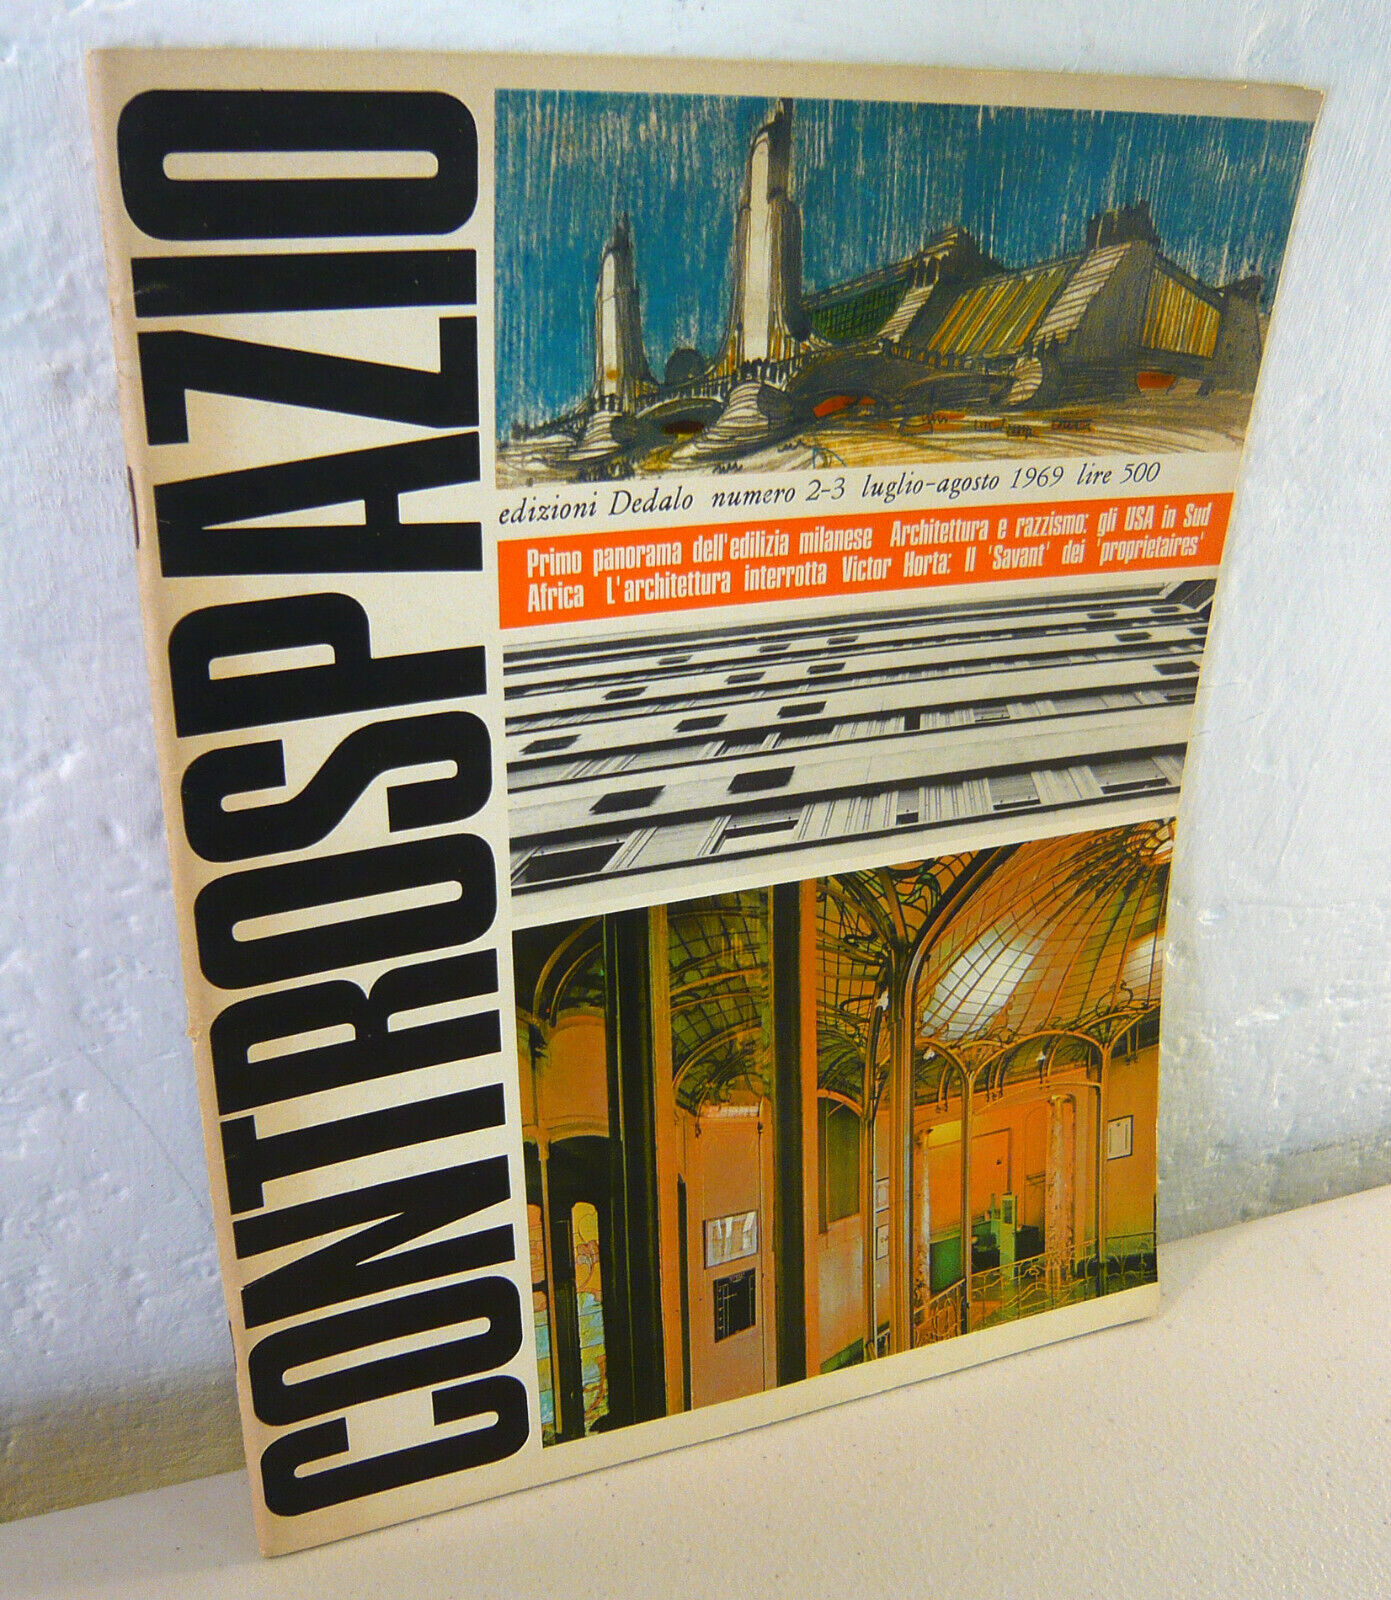 CONTROSPAZIO
edizioni Dedalo numero 2-3 luglio-agosto 1969 lire 500
Primo panorama dell'edilizia milanese Architettura e razzismo: gli USA in Sud
Africa L'architettura interrotta Victor Horta: Il 'Savant' dei 'proprietaires'